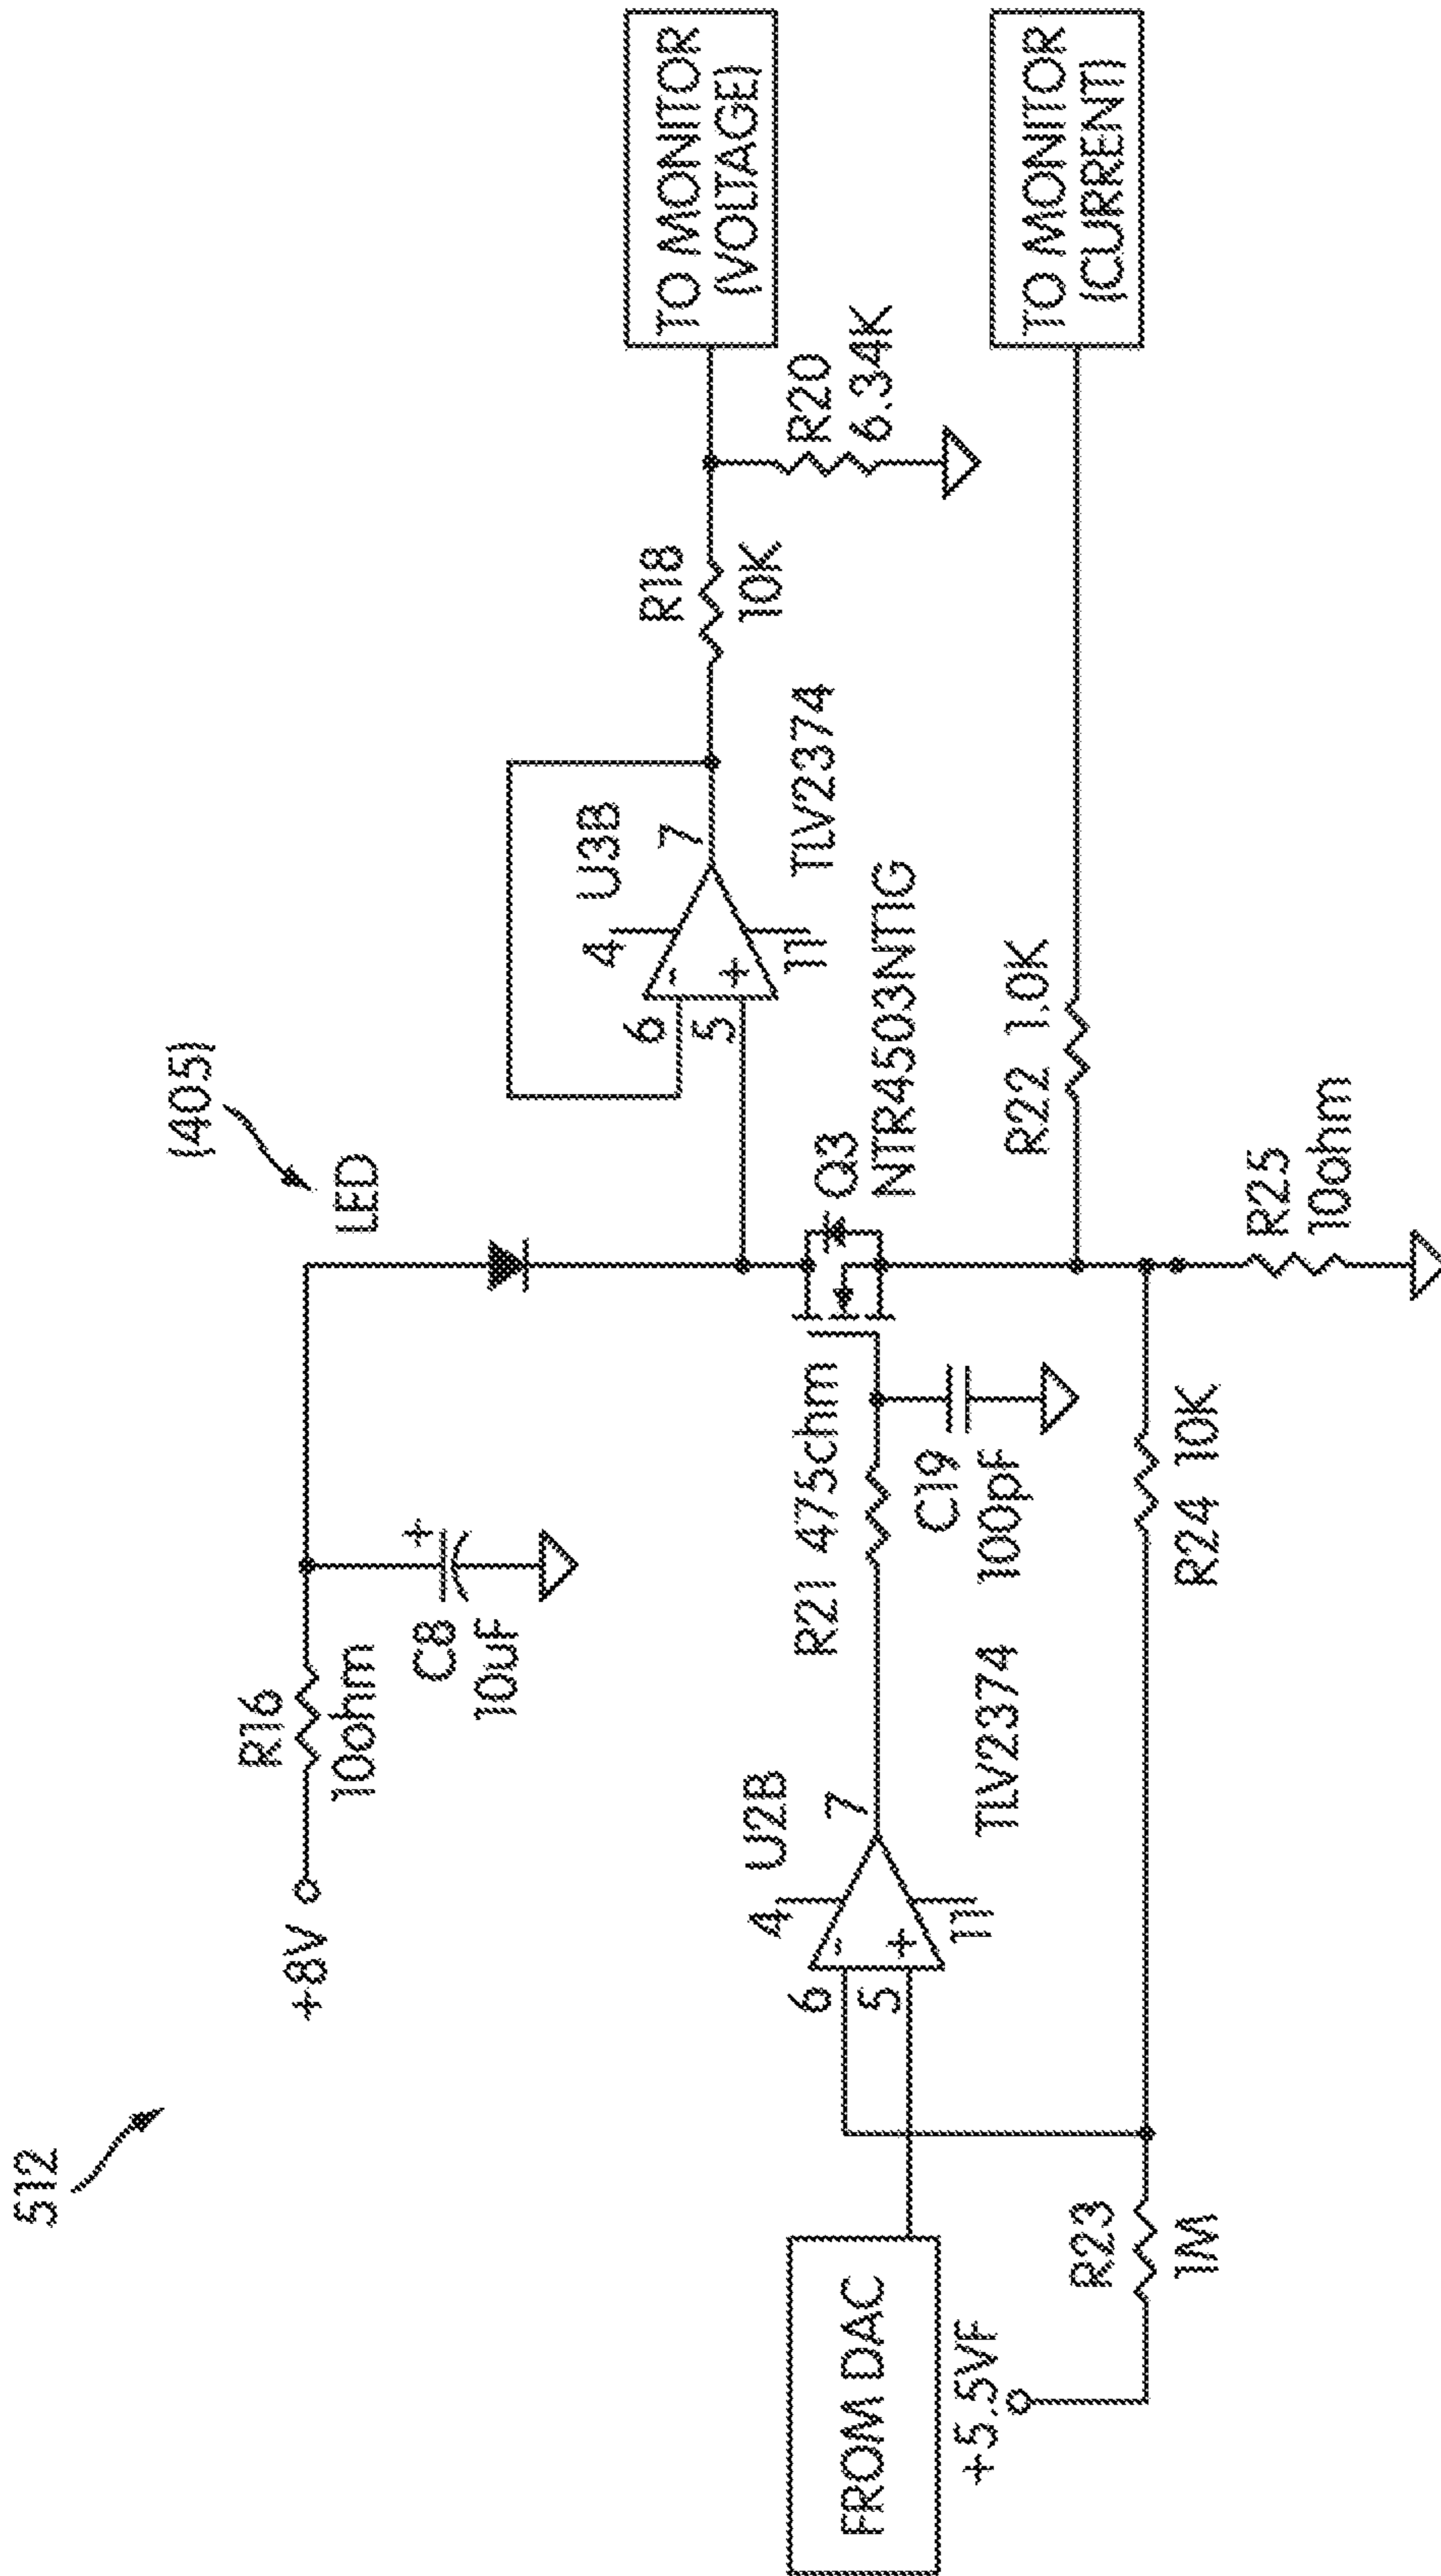 512
(405)
+8V
R16
10ohm
C8
10uF
+
LED
U3B
4
6
5
7
11
-
+
TLV2374
R18
10K
R20
6.34K
TO MONITOR
(VOLTAGE)
U2B
4
6
5
7
11
-
+
TLV2374
R21 475chm
C19
100pF
Q3
NTR4503NT1G
R22 1.0K
TO MONITOR
(CURRENT)
FROM DAC
+5.5VF
R23
1M
R24 10K
R25
10ohm